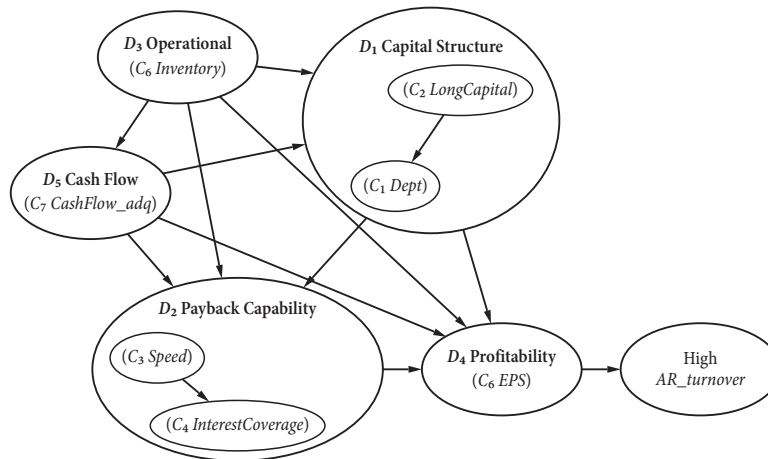 D₃ Operational
(C₆ Inventory)
D₁ Capital Structure
(C₂ LongCapital)
(C₁ Dept)
D₅ Cash Flow
(C₇ CashFlow_adq)
D₂ Payback Capability
(C₃ Speed)
(C₄ InterestCoverage)
D₄ Profitability
(C₆ EPS)
High
AR_turnover